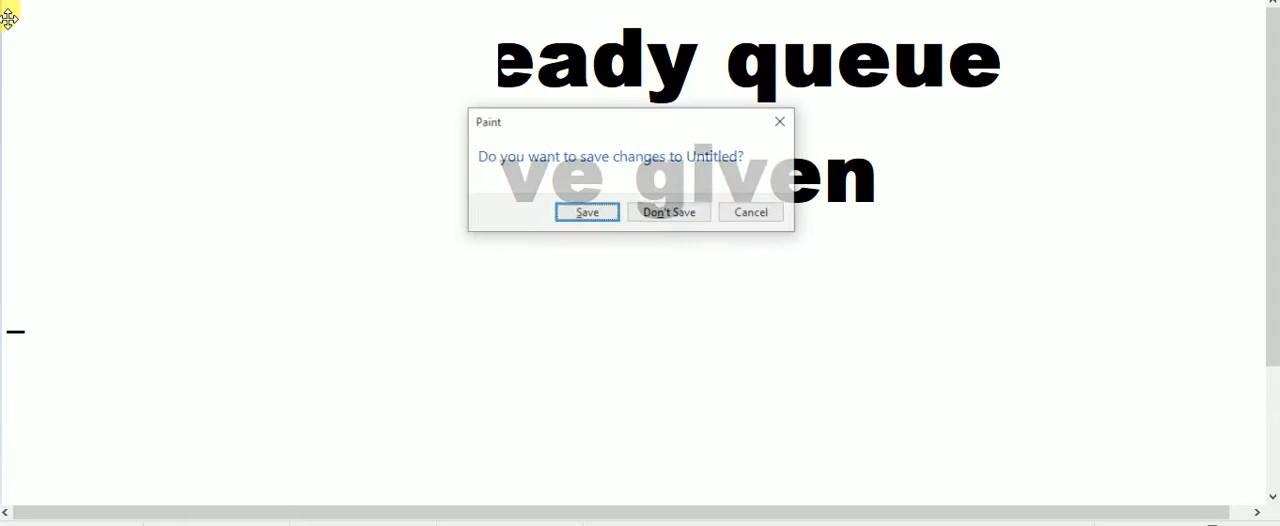 eady queue
Paint
Do you want to save changes to Untitled?
ve given
Save Don't Save Cancel